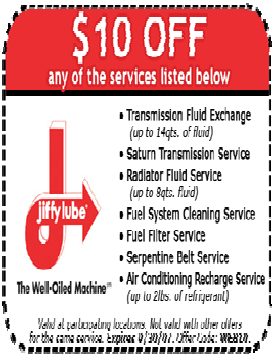 $10 OFF
any of the services listed below
• Transmission Fluid Exchange
(up to 14qts. of fluid)
• Saturn Transmission Service
• Radiator Fluid Service
(up to 8qts. fluid)
• Fuel System Cleaning Service
• Fuel Filter Service
• Serpentine Belt Service
• Air Conditioning Recharge Service
(up to 2lbs. of refrigerant)
jiffy lube®
The Well-Oiled Machine®
Valid at participating locations. Not valid with other offers
for the same service. Expires /30/07. Offer Code: WEB10.